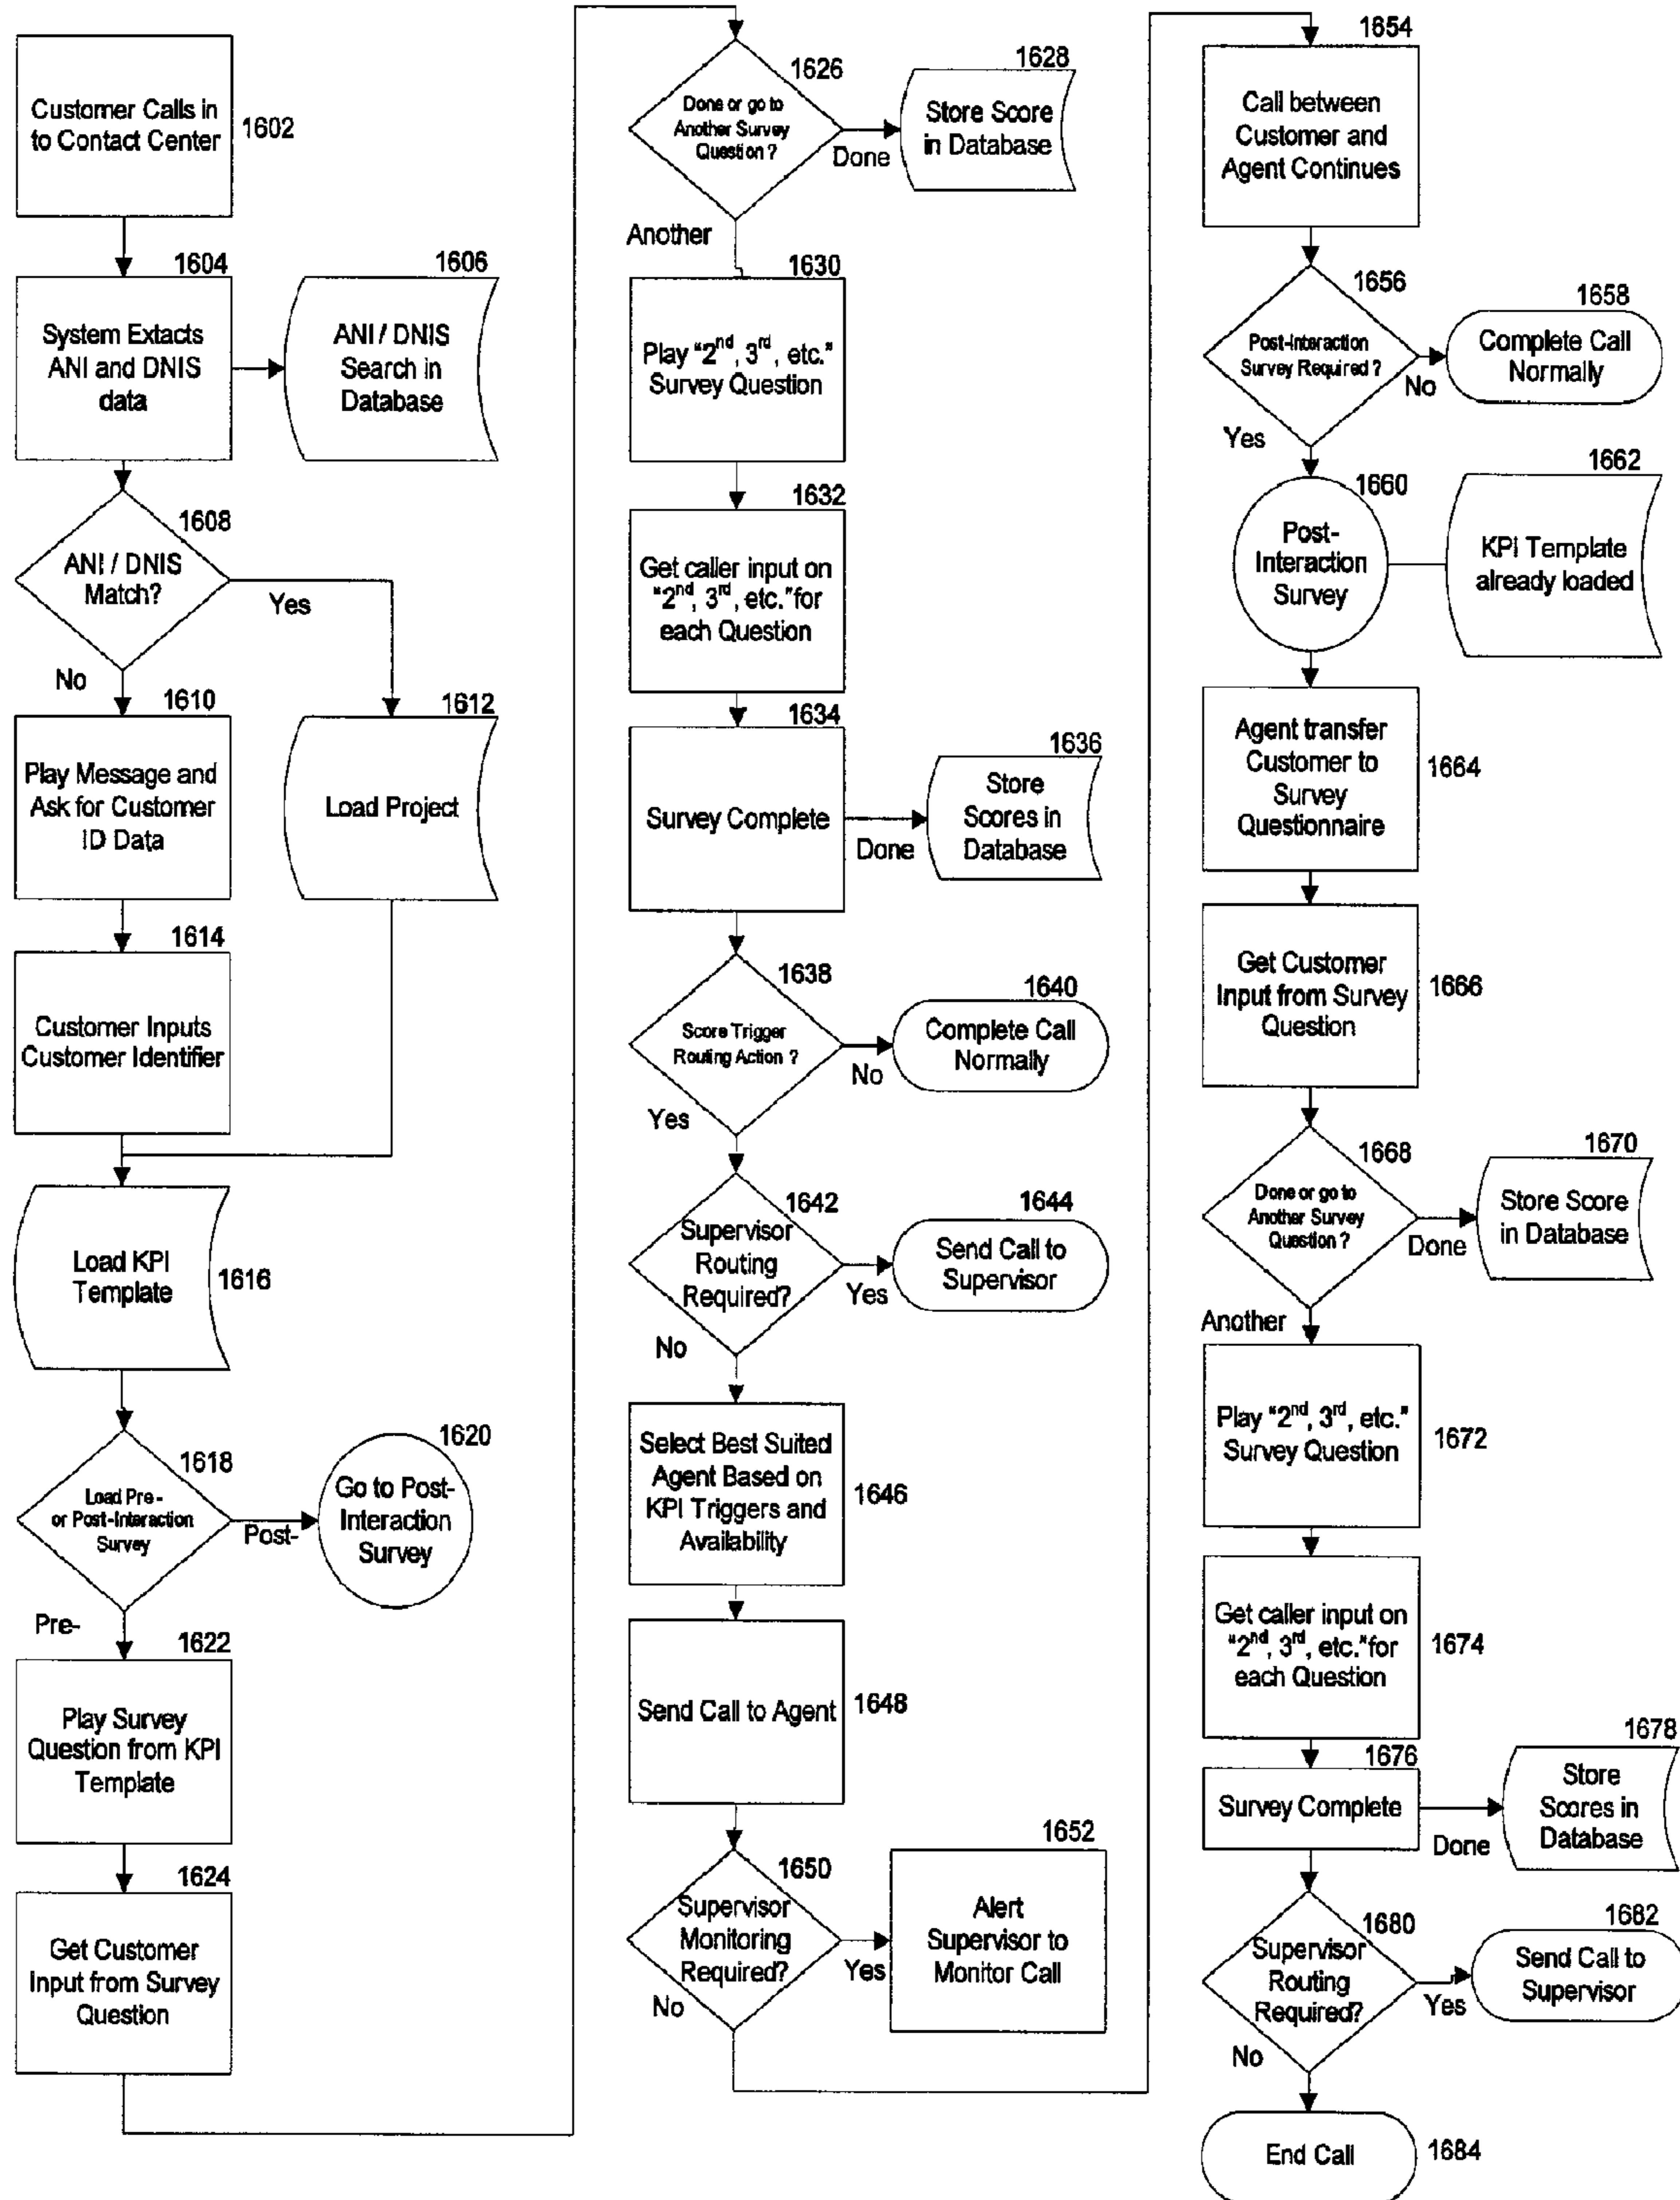 Customer Calls in
to Contact Center
1602
1604
System Extacts
ANI and DNIS
data
1606
ANI / DNIS
Search in
Database
1608
ANI / DNIS
Match?
Yes
No
1610
Play Message and
Ask for Customer
ID Data
1612
Load Project
1614
Customer Inputs
Customer Identifier
Load KPI
Template
1616
1618
Load Pre -
or Post-Interaction
Survey
Post-
1620
Go to Post-
Interaction
Survey
Pre-
1622
Play Survey
Question from KPI
Template
1624
Get Customer
Input from Survey
Question
1626
Done or go to
Another Survey
Question ?
Done
1628
Store Score
in Database
Another
1630
Play "2nd, 3rd, etc."
Survey Question
1632
Get caller input on
"2nd, 3rd, etc."for
each Question
1634
Survey Complete
Done
1636
Store
Scores in
Database
1638
Score Trigger
Routing Action ?
No
1640
Complete Call
Normally
Yes
1642
Supervisor
Routing
Required?
Yes
1644
Send Call to
Supervisor
No
Select Best Suited
Agent Based on
KPI Triggers and
Availability
1646
Send Call to Agent
1648
1650
Supervisor
Monitoring
Required?
Yes
1652
Alert
Supervisor to
Monitor Call
No
1654
Call between
Customer and
Agent Continues
1656
Post-Interaction
Survey Required ?
No
1658
Complete Call
Normally
Yes
1660
Post-
Interaction
Survey
1662
KPI Template
already loaded
Agent transfer
Customer to
Survey
Questionnaire
1664
Get Customer
Input from Survey
Question
1666
1668
Done or go to
Another Survey
Question ?
Done
1670
Store Score
in Database
Another
Play "2nd, 3rd, etc."
Survey Question
1672
Get caller input on
"2nd, 3rd, etc."for
each Question
1674
1676
Survey Complete
Done
1678
Store
Scores in
Database
1680
Supervisor
Routing
Required?
Yes
1682
Send Call to
Supervisor
No
End Call
1684